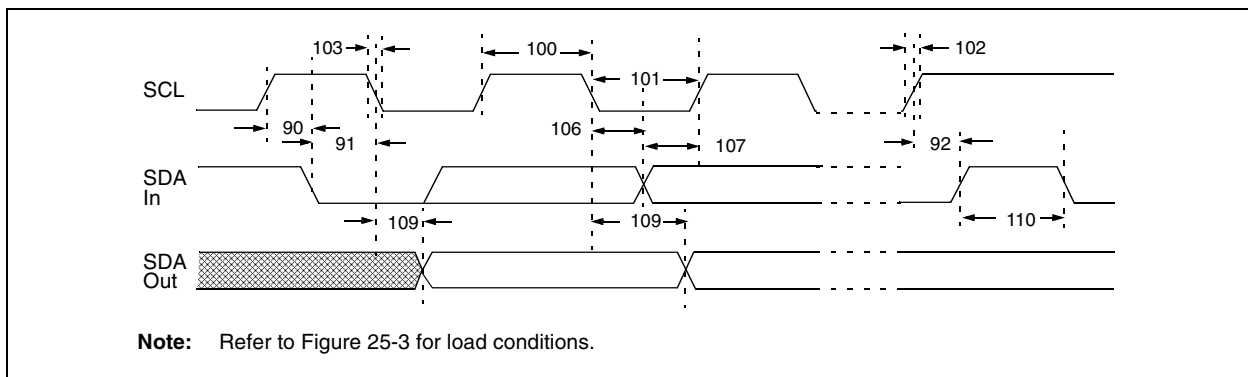 103
100
102
101
SCL
90
106
91
107
92
SDA
In
109
109
110
SDA
Out
Note: Refer to Figure 25-3 for load conditions.